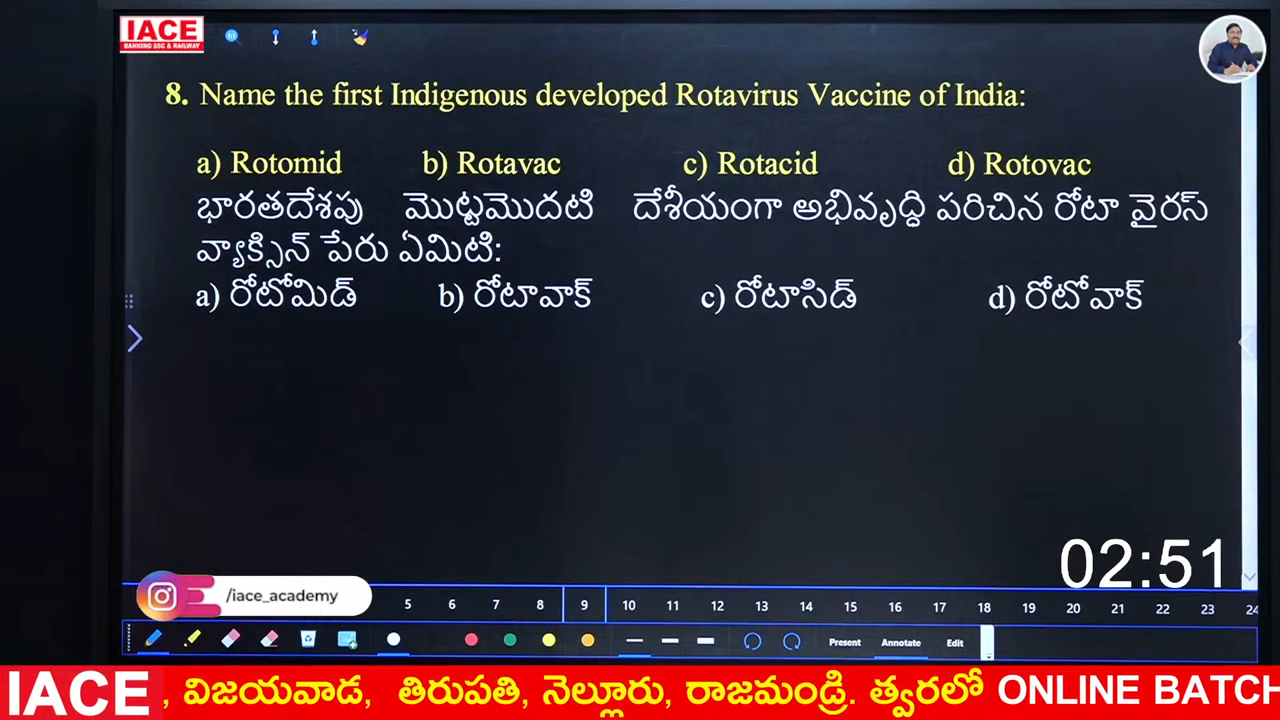 IACE
BANKING SSC & RAILWAY
8. Name the first Indigenous developed Rotavirus Vaccine of India:
a) Rotomid b) Rotavac c) Rotacid d) Rotovac
భారతదేశపు మొట్టమొదటి దేశీయంగా అభివృద్ధి పరిచిన రోటా వైరస్
వ్యాక్సిన్ పేరు ఏమిటి:
a) రోటోమిడ్ b) రోటావాక్ c) రోటాసిడ్ d) రోటోవాక్
02:51
/iace_academy
5 6 7 8 9 10 11 12 13 14 15 16 17 18 19 20 21 22 23 24
Present Annotate Edit
IACE , విజయవాడ, తిరుపతి, నెల్లూరు, రాజమండ్రి. త్వరలో ONLINE BATCH